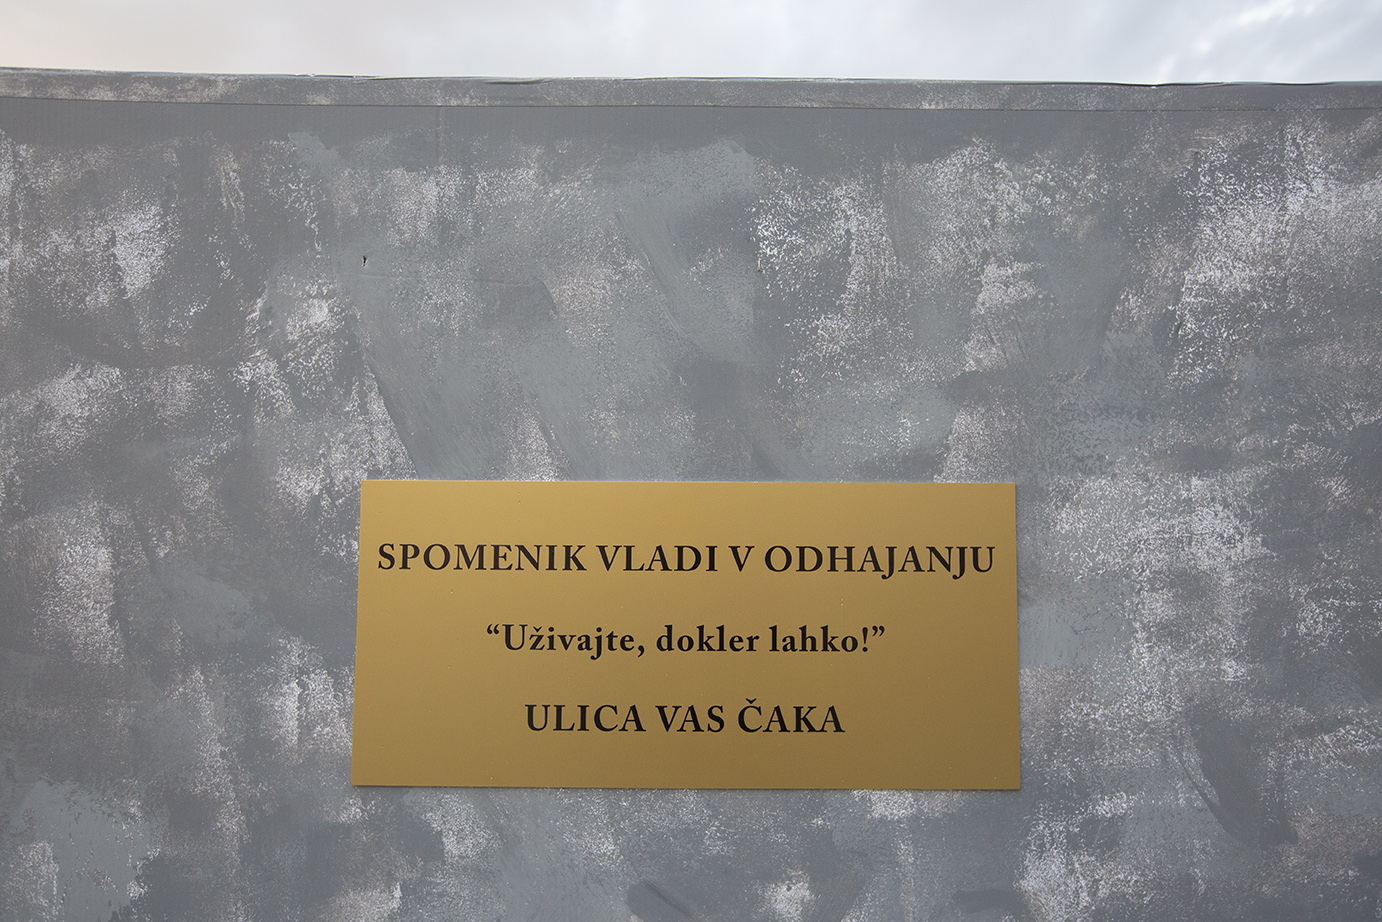 SPOMENIK VLADI V ODHAJANJU
“Uživajte, dokler lahko!”
ULICA VAS ČAKA